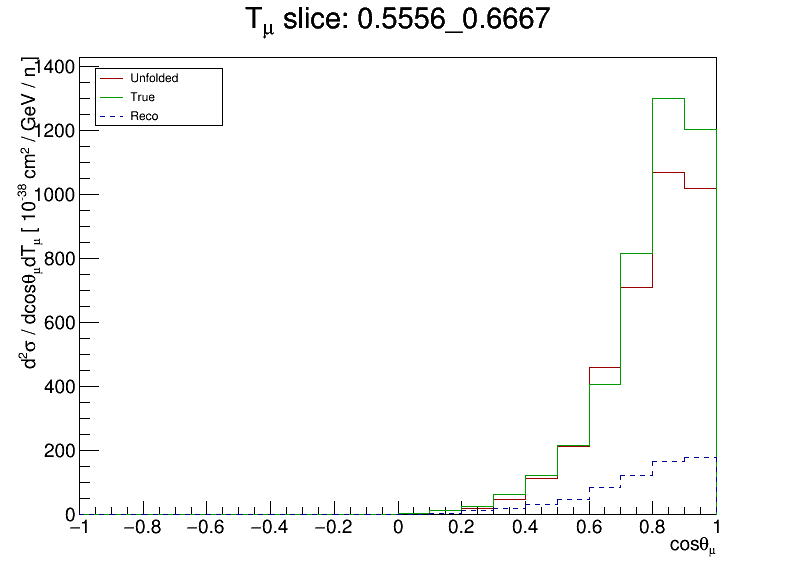 Tμ slice: 0.5556_0.6667
d²σ / dcosθμdTμ [ 10⁻³⁸ cm² / GeV / n ]
1400
1200
1000
800
600
400
200
0
Unfolded
True
Reco
−1 −0.8 −0.6 −0.4 −0.2 0 0.2 0.4 0.6 0.8 1
cosθμ